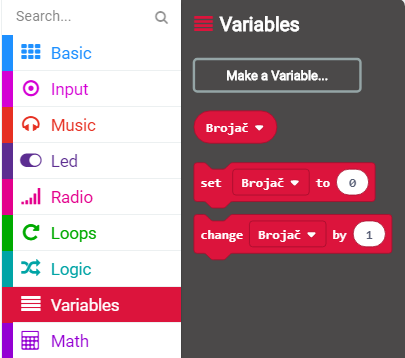 Search...
Basic
Input
Music
Led
Radio
Loops
Logic
Variables
Math
Variables
Make a Variable...
Brojač
set Brojač to 0
change Brojač by 1